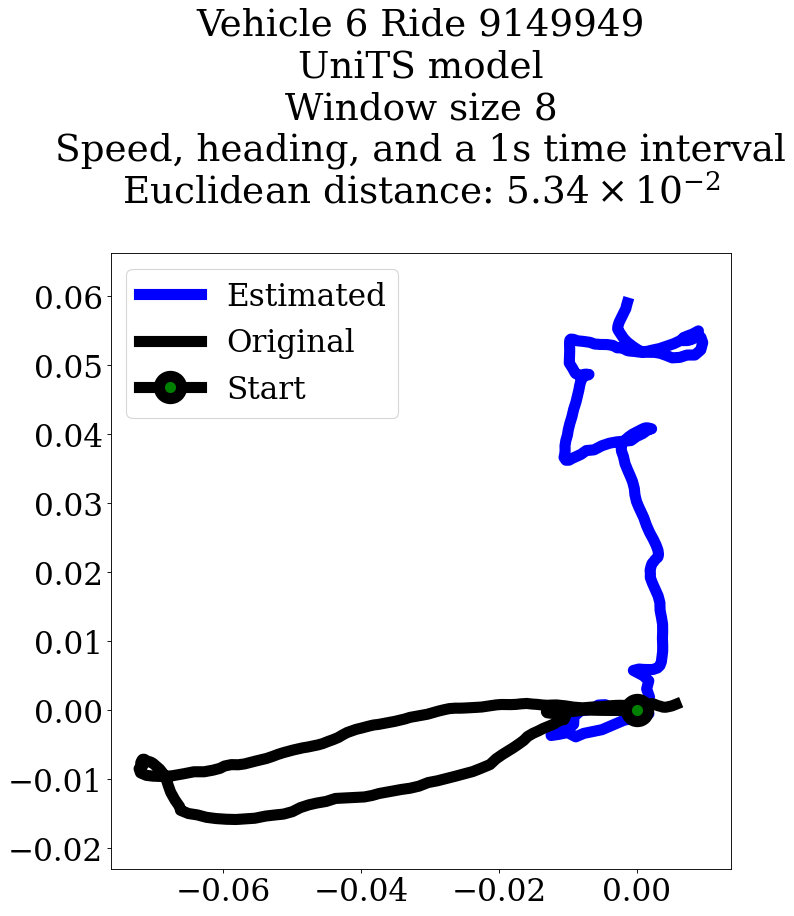 Vehicle 6 Ride 9149949
UniTS model
Window size 8
Speed, heading, and a 1s time interval
Euclidean distance: 5.34 × 10⁻²
Estimated
Original
Start
0.06
0.05
0.04
0.03
0.02
0.01
0.00
−0.01
−0.02
−0.06 −0.04 −0.02 0.00